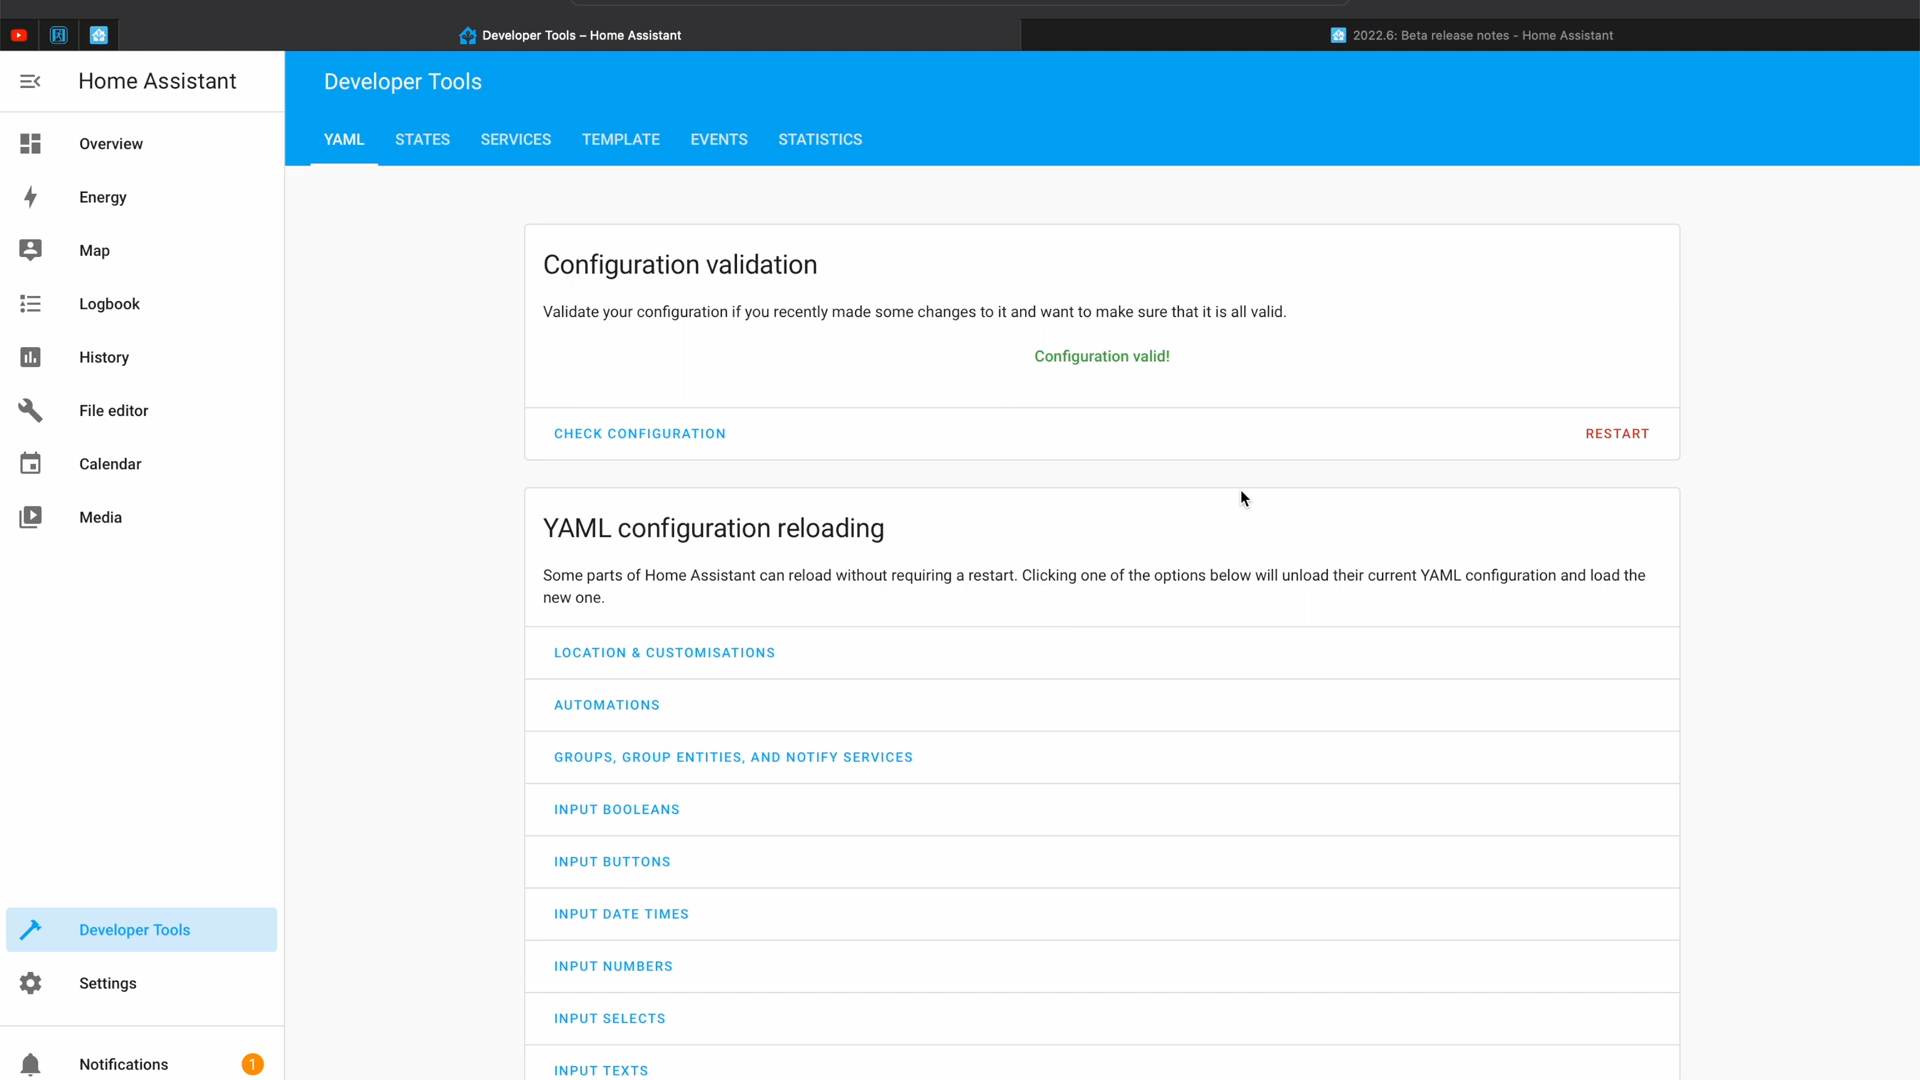 Developer Tools – Home Assistant
2022.6: Beta release notes - Home Assistant
Home Assistant
Developer Tools
YAML
STATES
SERVICES
TEMPLATE
EVENTS
STATISTICS
Overview
Energy
Map
Logbook
History
File editor
Calendar
Media
Developer Tools
Settings
Notifications
1
Configuration validation
Validate your configuration if you recently made some changes to it and want to make sure that it is all valid.
Configuration valid!
CHECK CONFIGURATION
RESTART
YAML configuration reloading
Some parts of Home Assistant can reload without requiring a restart. Clicking one of the options below will unload their current YAML configuration and load the
new one.
LOCATION & CUSTOMISATIONS
AUTOMATIONS
GROUPS, GROUP ENTITIES, AND NOTIFY SERVICES
INPUT BOOLEANS
INPUT BUTTONS
INPUT DATE TIMES
INPUT NUMBERS
INPUT SELECTS
INPUT TEXTS